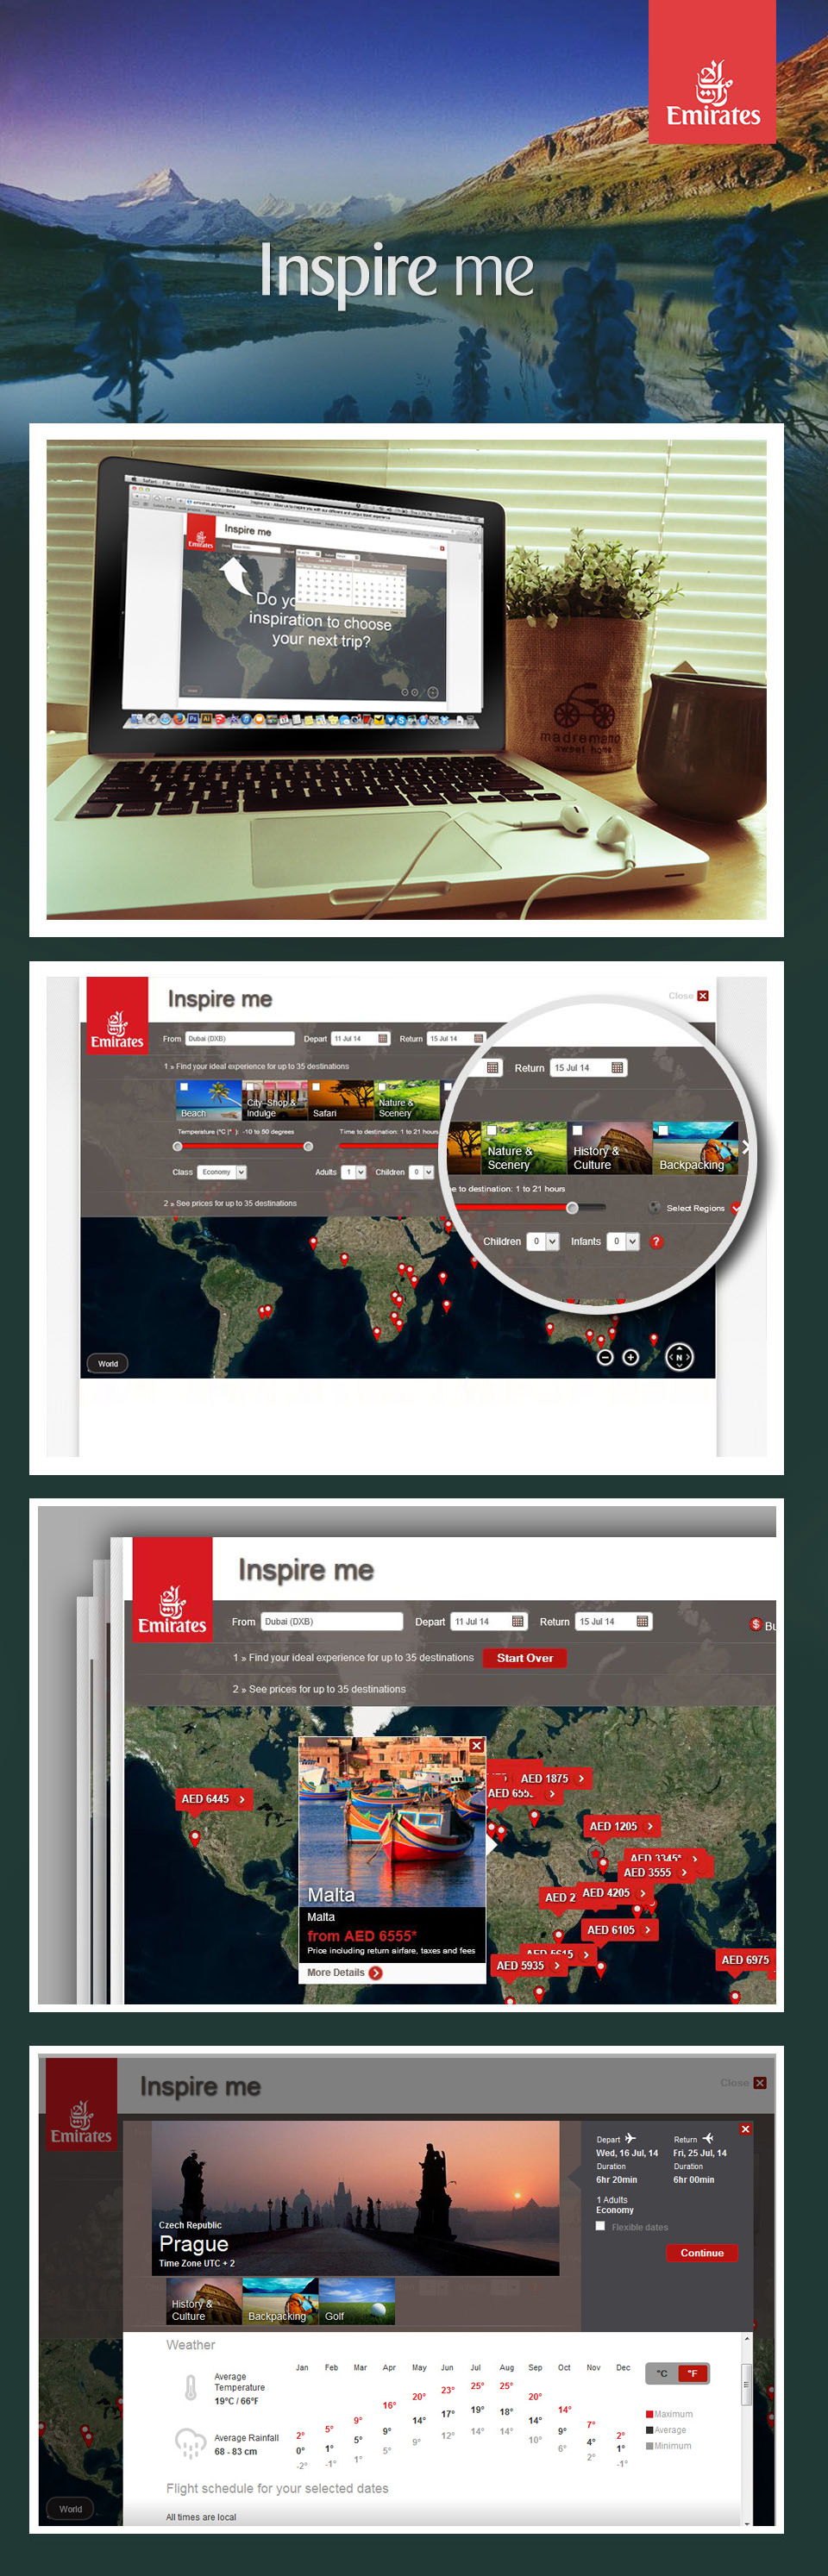 Emirates
Inspire me
Emirates
Inspire me
Do yo
inspiration to choose
your next trip?
madremano
sweet home
Emirates
Inspire me
Close
From Dubai (DXB) Depart 11 Jul 14 Return 15 Jul 14
1 » Find your ideal experience for up to 35 destinations
Beach
City-Shop & Indulge
Safari
Nature & Scenery
Temperature (°C|°F) -10 to 50 degrees
Time to destination: 1 to 21 hours
Class Economy Adults 1 Children 0
2 » See prices for up to 35 destinations
World
N
Return 15 Jul 14
Nature &
Scenery
History &
Culture
Backpacking
e to destination: 1 to 21 hours
Select Regions
Children 0 Infants 0 ?
Emirates
Inspire me
From Dubai (DXB) Depart 11 Jul 14 Return 15 Jul 14
$ Bu
1 » Find your ideal experience for up to 35 destinations Start Over
2 » See prices for up to 35 destinations
AED 6445
Malta
Malta
from AED 6555*
Price including return airfare, taxes and fees
More Details
AED 1875
AED 655
AED 1205
AED 3345*
AED 3555
AED 2
AED 4205
AED 6105
AED 5615
AED 5935
AED 6975
Emirates
Inspire me
Close
Czech Republic
Prague
Time Zone UTC + 2
Depart Return
Wed, 16 Jul, 14 Fri, 25 Jul, 14
Duration Duration
6hr 20min 6hr 00min
1 Adults
Economy
Flexible dates
Continue
History &
Culture
Backpacking
Golf
Weather
Jan Feb Mar Apr May Jun Jul Aug Sep Oct Nov Dec
°C °F
Average
Temperature
19°C / 66°F
Average Rainfall
68 - 83 cm
2° 5° 9° 16° 20° 23° 25° 25° 20° 14° 7° 2°
0° 1° 5° 9° 14° 17° 19° 18° 14° 9° 4° 1°
-2° -1° 1° 5° 9° 12° 14° 14° 10° 6° 2° -1°
Maximum
Average
Minimum
Flight schedule for your selected dates
All times are local
World